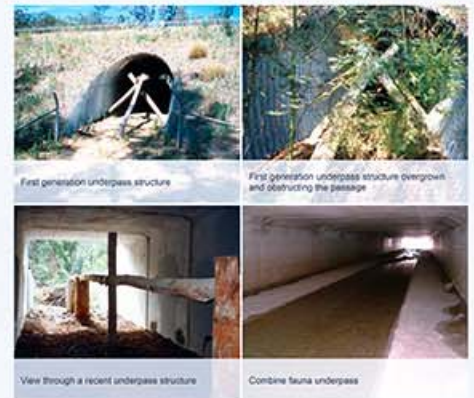 First generation underpass structure
First generation underpass structure overgrown
and obstructing the passage
View through a recent underpass structure
Combine fauna underpass